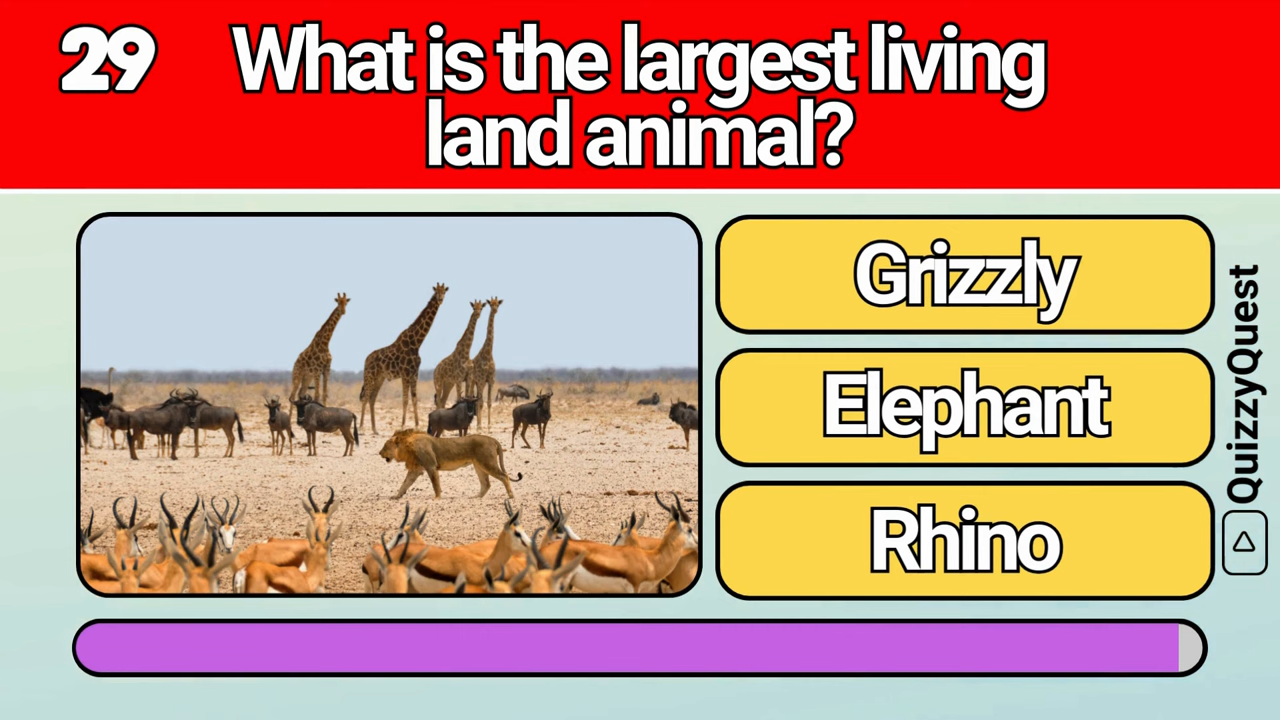 29
What is the largest living
land animal?
Grizzly
Elephant
Rhino
QuizzyQuest